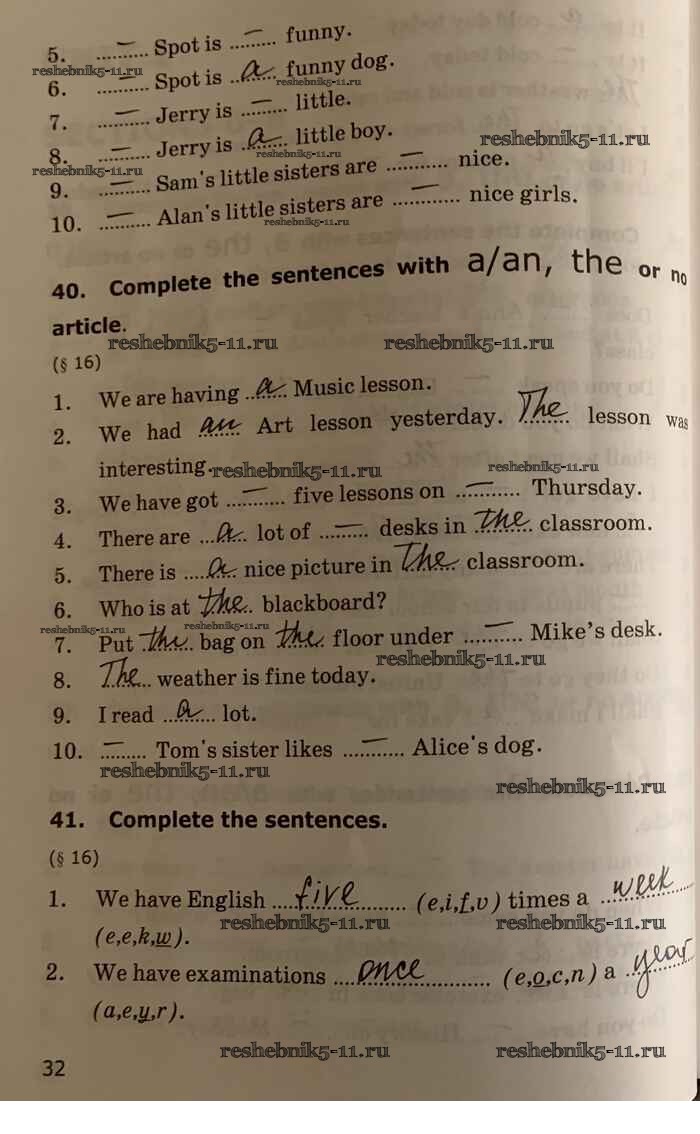 5. ...—... Spot is ...—... funny.
reshebnik5-11.ru
6. ...—... Spot is ...a... funny dog.
reshebnik5-11.ru
7. ...—... Jerry is ...—... little.
8. ...—... Jerry is ...a... little boy.
reshebnik5-11.ru
reshebnik5-11.ru
reshebnik5-11.ru
9. ...—... Sam's little sisters are ...—... nice.
10. ...—... Alan's little sisters are ...—... nice girls.
reshebnik5-11.ru
40. Complete the sentences with a/an, the or no
article.
reshebnik5-11.ru reshebnik5-11.ru
(§ 16)
1. We are having ...a... Music lesson.
2. We had ...an... Art lesson yesterday. ...The... lesson was
interesting.
reshebnik5-11.ru reshebnik5-11.ru
3. We have got ...—... five lessons on ...—... Thursday.
4. There are ...a... lot of ...—... desks in ...the... classroom.
5. There is ...a... nice picture in ...The... classroom.
6. Who is at ...the... blackboard?
reshebnik5-11.ru reshebnik5-11.ru
7. Put ...the... bag on ...the... floor under ...—... Mike's desk.
reshebnik5-11.ru
8. ...The... weather is fine today.
9. I read ...a... lot.
10. ...—... Tom's sister likes ...—... Alice's dog.
reshebnik5-11.ru
reshebnik5-11.ru
41. Complete the sentences.
(§ 16)
1. We have English ...five... (e,i,f,v) times a ...week...
reshebnik5-11.ru reshebnik5-11.ru
(e,e,k,w).
2. We have examinations ...once... (e,o,c,n) a ...year...
(a,e,y,r).
reshebnik5-11.ru reshebnik5-11.ru
32